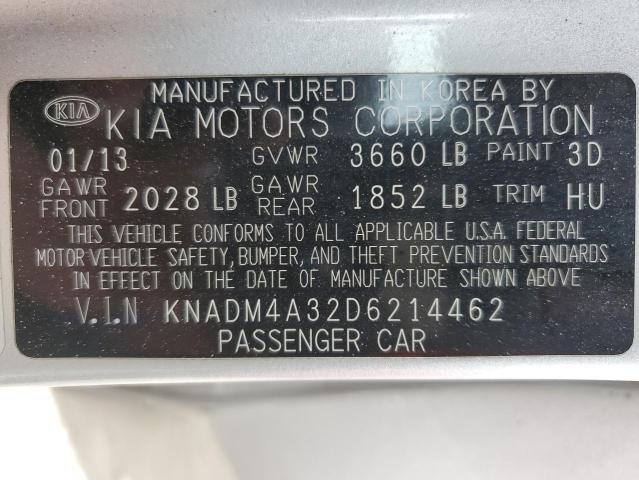 MANUFACTURED IN KOREA BY
KIA KIA MOTORS CORPORATION
01/13 GVWR 3660 LB PAINT 3D
GAWR FRONT 2028 LB GAWR REAR 1852 LB TRIM HU
THIS VEHICLE CONFORMS TO ALL APPLICABLE U.S.A. FEDERAL
MOTOR VEHICLE SAFETY, BUMPER, AND THEFT PREVENTION STANDARDS
IN EFFECT ON THE DATE OF MANUFACTURE SHOWN ABOVE
V.I.N KNADM4A32D6214462
PASSENGER CAR